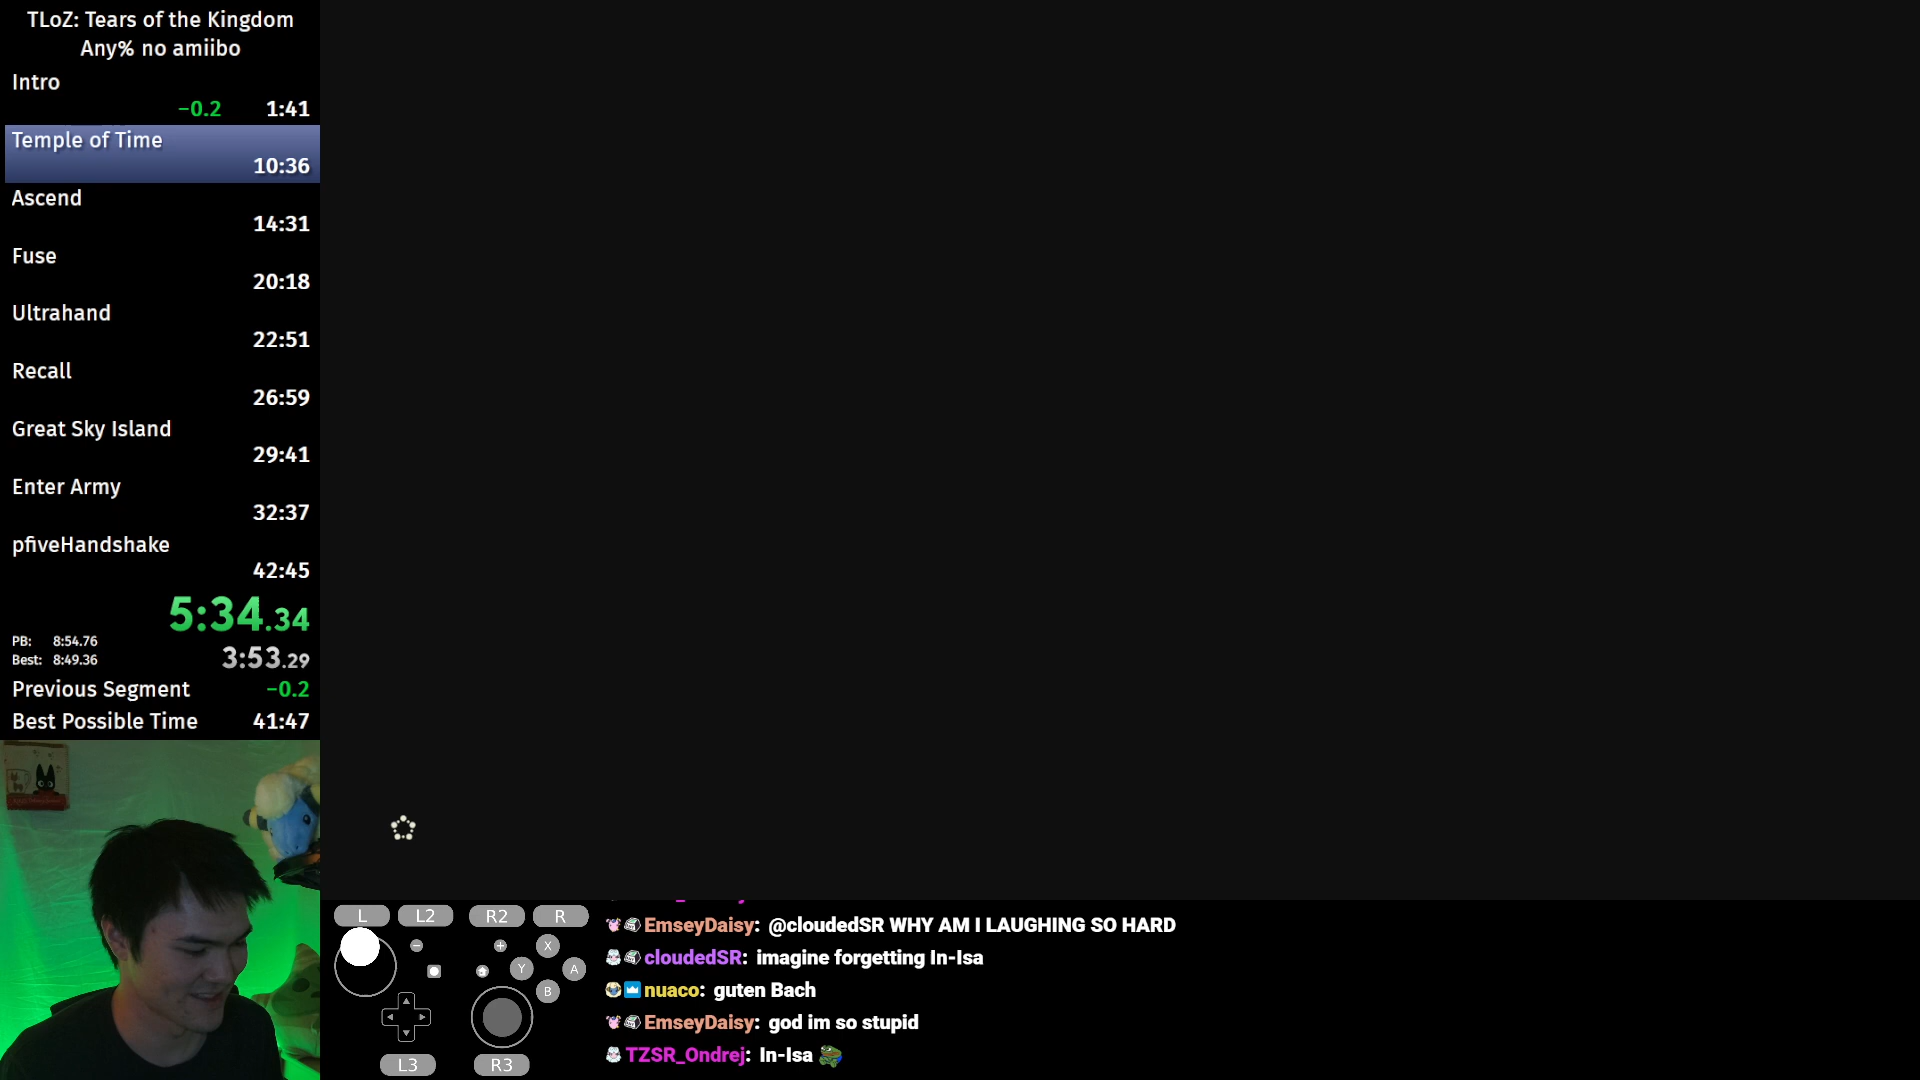 TLoZ: Tears of the Kingdom
Any% no amiibo
Intro
−0.2 1:41
Temple of Time
10:36
Ascend
14:31
Fuse
20:18
Ultrahand
22:51
Recall
26:59
Great Sky Island
29:41
Enter Army
32:37
pfiveHandshake
42:45
5:34.34
PB: 8:54.76
Best: 8:49.36
3:53.29
Previous Segment −0.2
Best Possible Time 41:47
L L2 R2 R
X
Y A
B
L3 R3
EmseyDaisy: @cloudedSR WHY AM I LAUGHING SO HARD
cloudedSR: imagine forgetting In-Isa
nuaco: guten Bach
EmseyDaisy: god im so stupid
TZSR_Ondrej: In-Isa